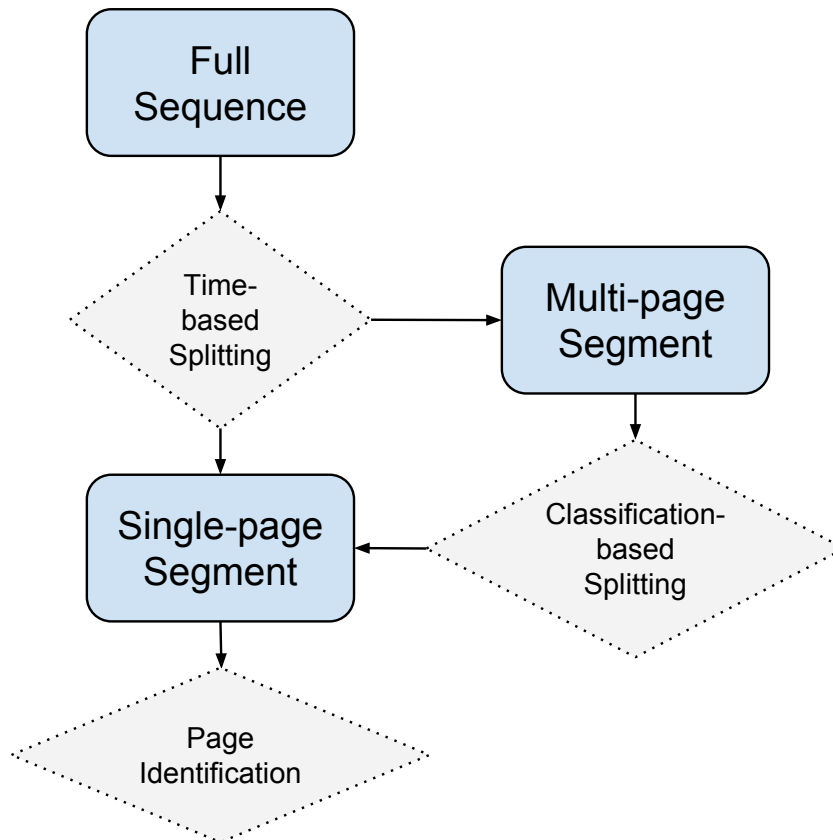 Full
Sequence
Time-
based
Splitting
Multi-page
Segment
Single-page
Segment
Classification-
based
Splitting
Page
Identification